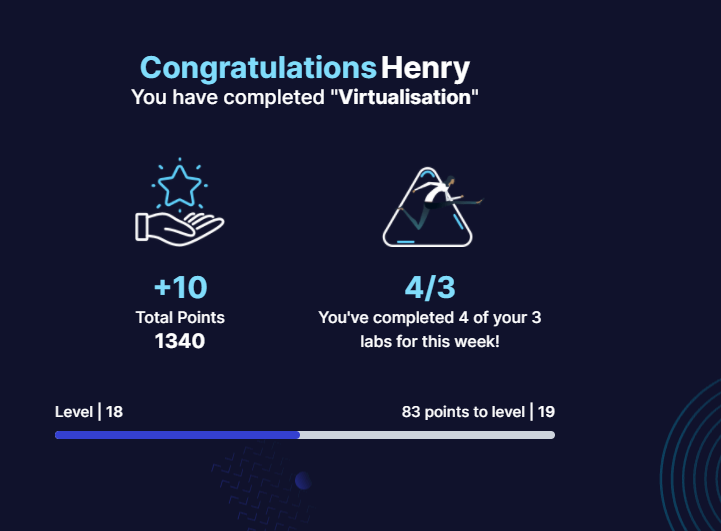 Congratulations Henry
You have completed "Virtualisation"
+10
Total Points
1340
4/3
You've completed 4 of your 3
labs for this week!
Level | 18
83 points to level | 19